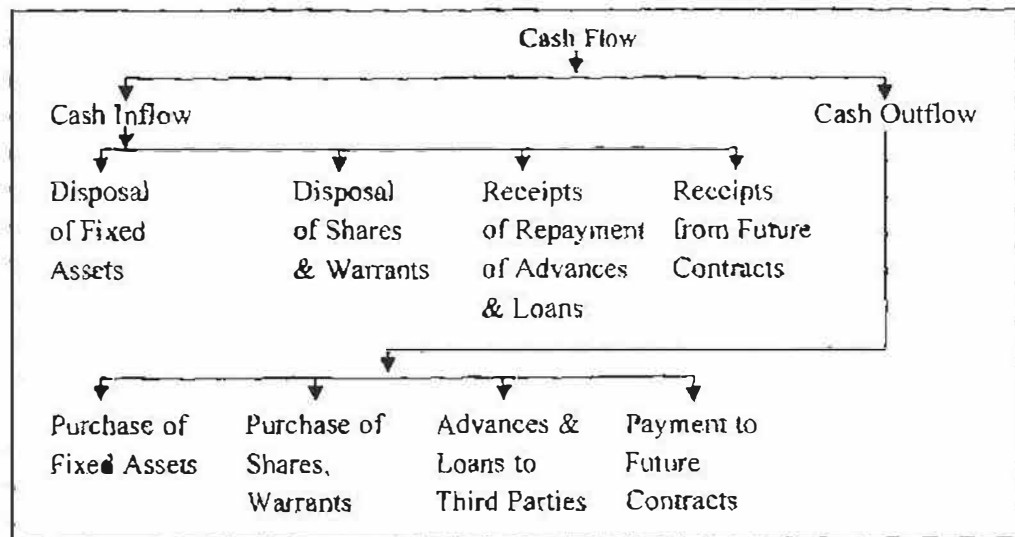 Cash Flow
Cash Inflow
Cash Outflow
Disposal
of Fixed
Assets
Disposal
of Shares
& Warrants
Receipts
of Repayment
of Advances
& Loans
Receipts
from Future
Contracts
Purchase of
Fixed Assets
Purchase of
Shares,
Warrants
Advances &
Loans to
Third Parties
Payment to
Future
Contracts